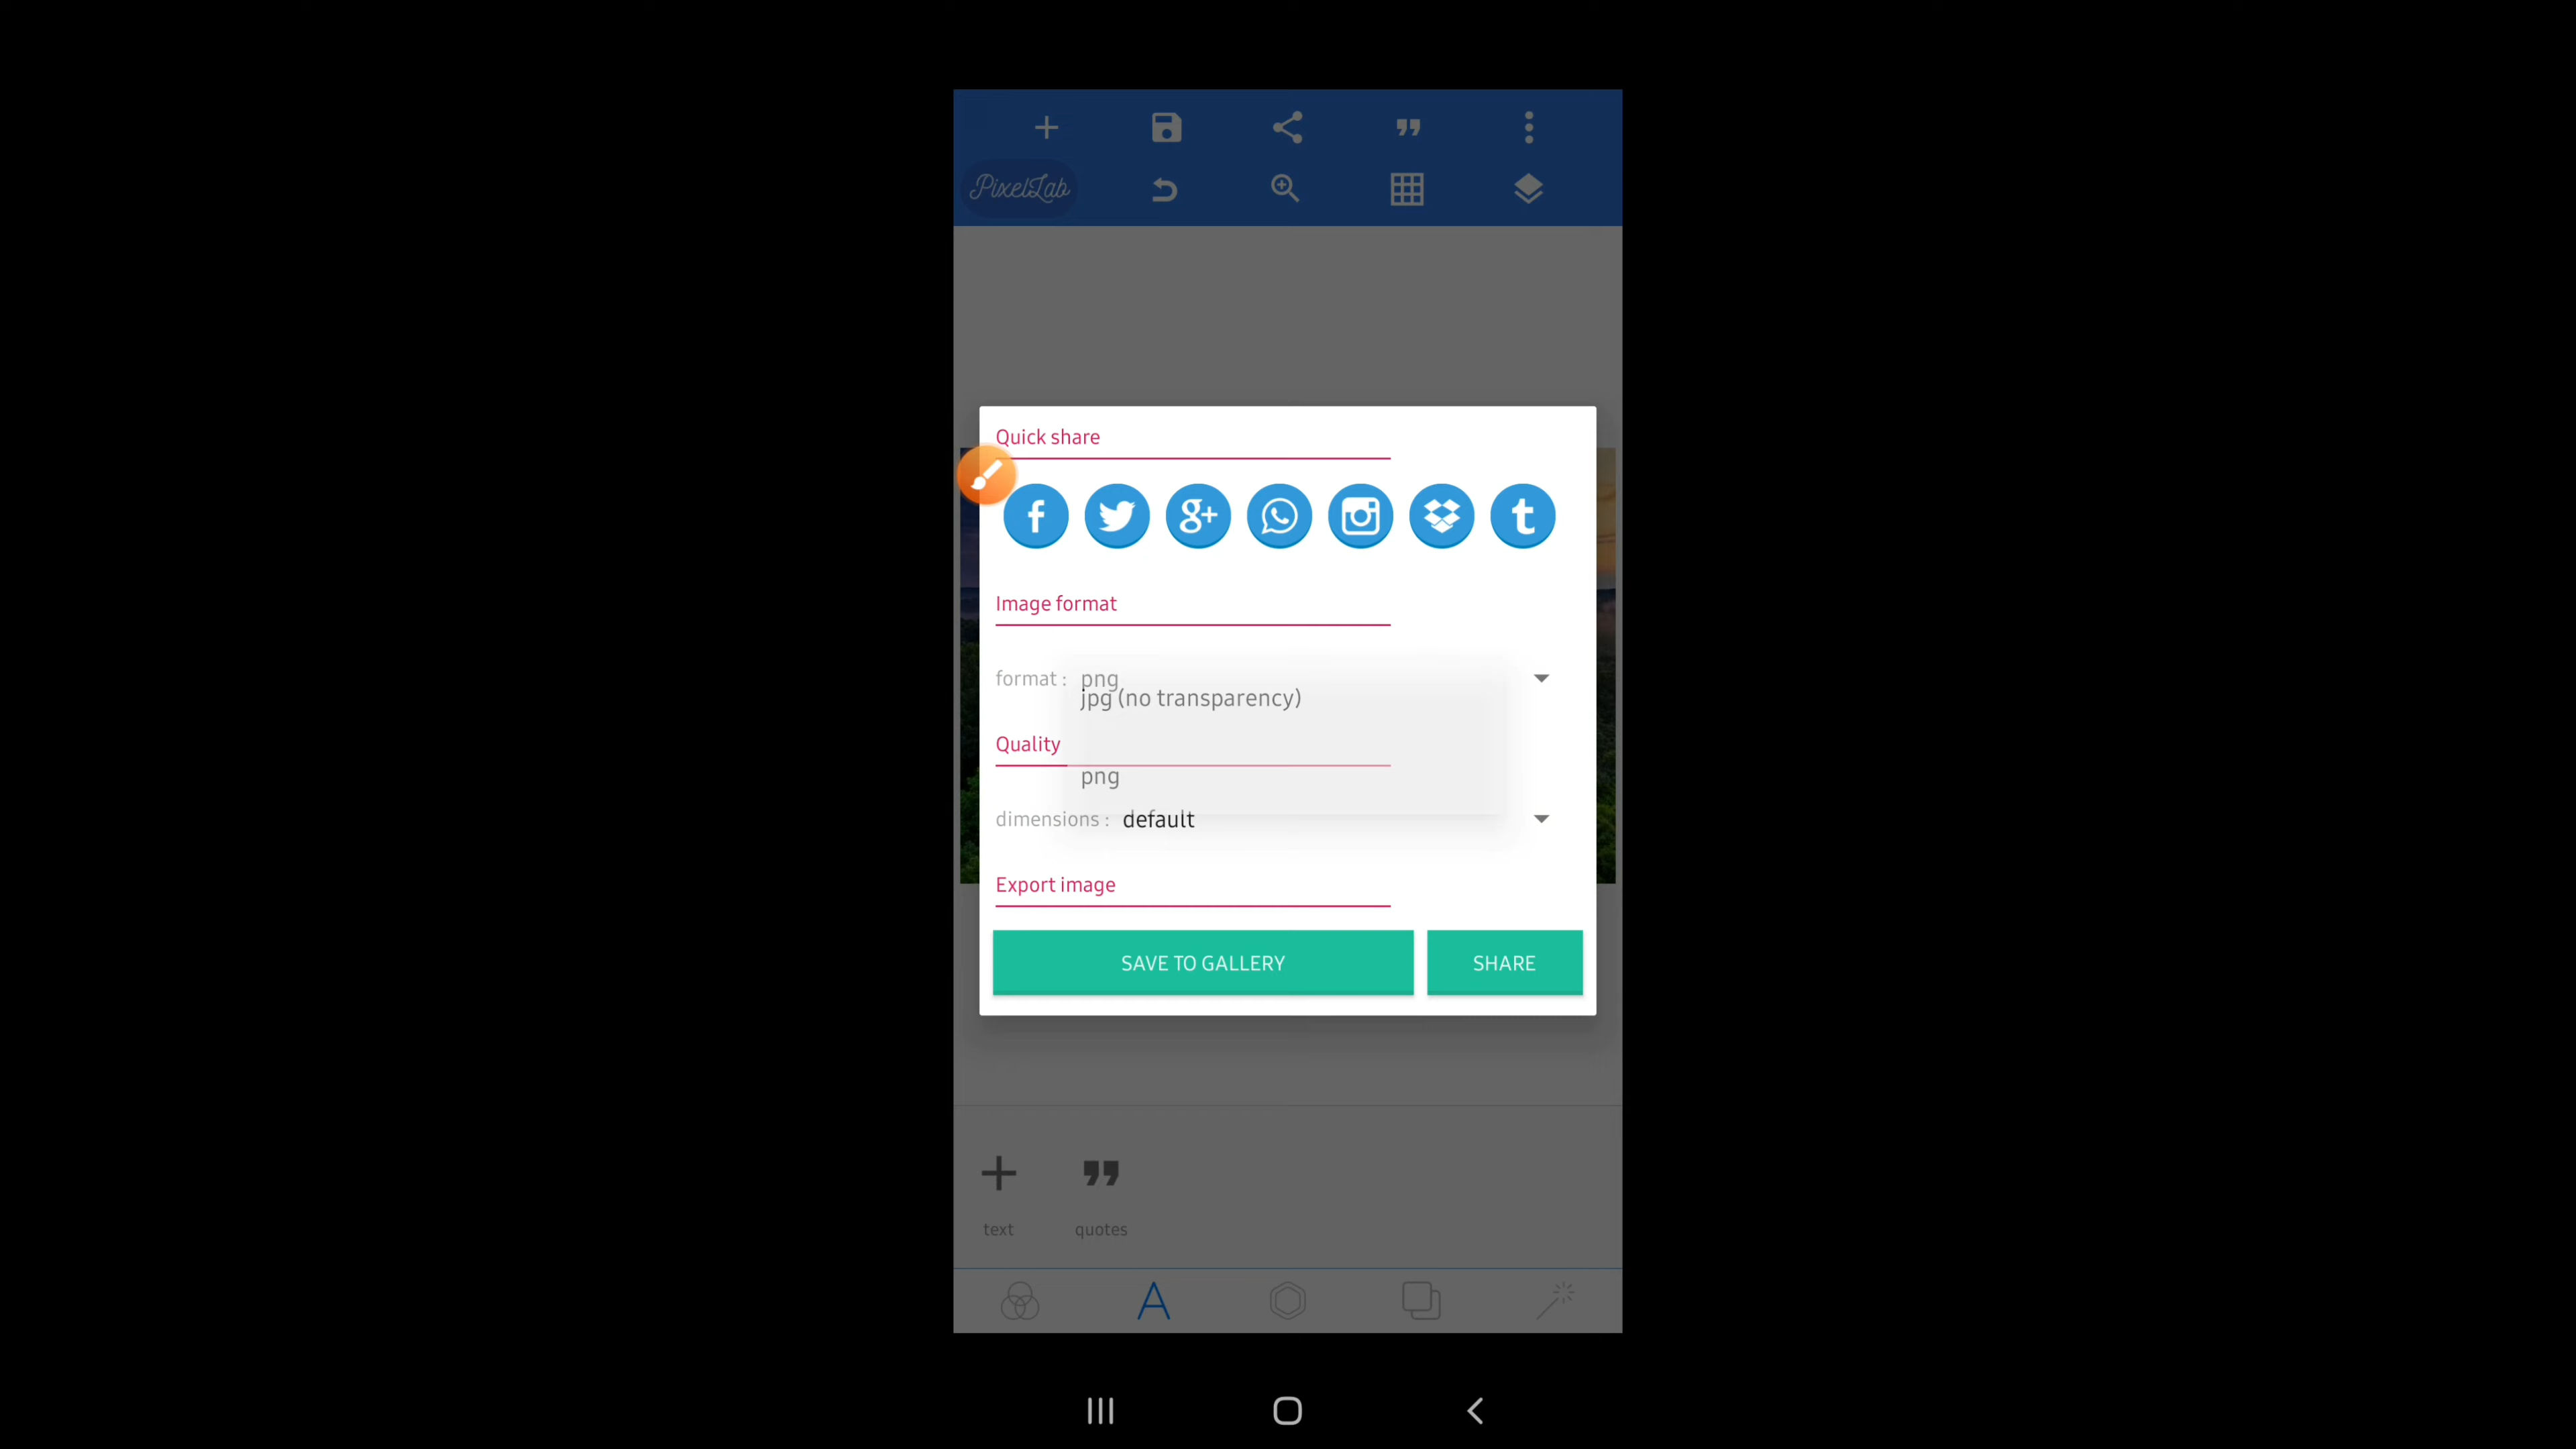 PixelLab
Quick share
Image format
format : png
jpg (no transparency)
Quality
png
dimensions : default
Export image
SAVE TO GALLERY SHARE
text quotes